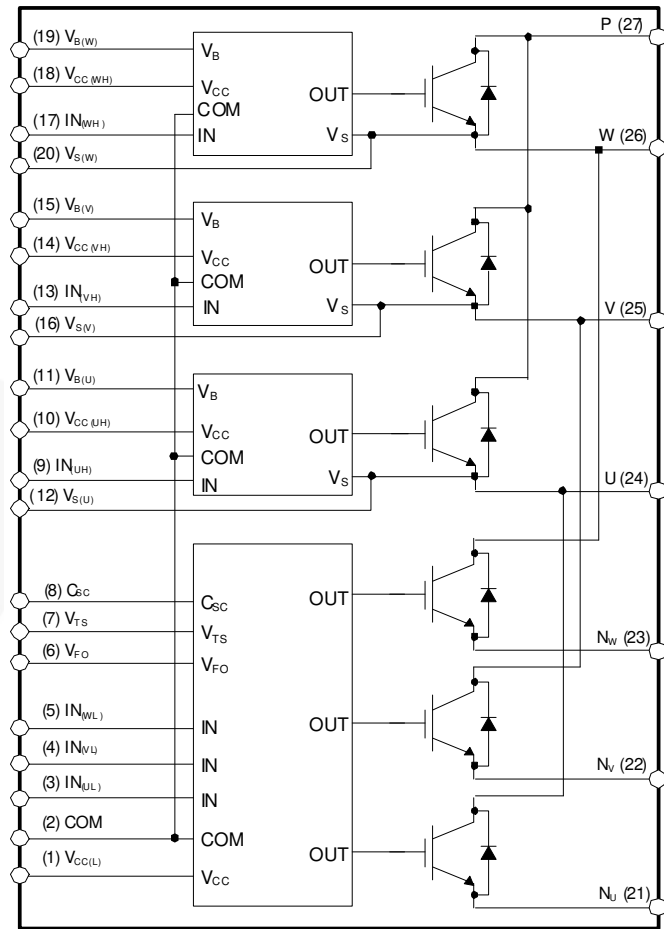 P (27)
(19) VB(W)
VB
(18) VCC(WH)
VCC
OUT
COM
(17) IN(WH)
IN
VS
W (26)
(20) VS(W)
(15) VB(V)
VB
(14) VCC(VH)
VCC
OUT
COM
(13) IN(VH)
IN
VS
V (25)
(16) VS(V)
(11) VB(U)
VB
(10) VCC(UH)
VCC
OUT
COM
(9) IN(UH)
IN
VS
U (24)
(12) VS(U)
(8) CSC
CSC
OUT
(7) VTS
VTS
NW (23)
(6) VFO
VFO
(5) IN(WL)
IN
OUT
(4) IN(VL)
IN
NV (22)
(3) IN(UL)
IN
(2) COM
COM
OUT
(1) VCC(L)
VCC
NU (21)